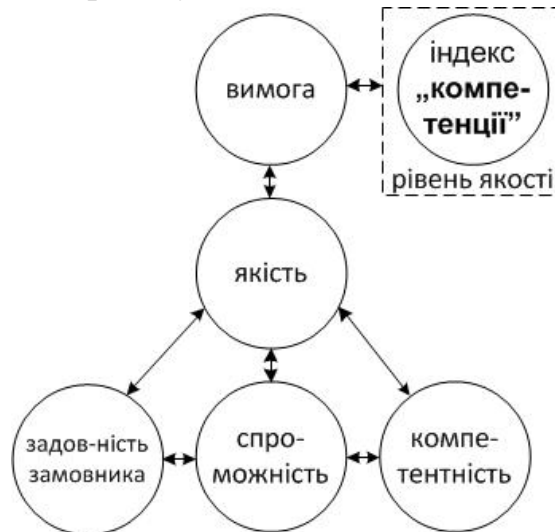 вимога
індекс
„компе-
тенції”
рівень якості
якість
задов-ність
замовника
спро-
можність
компе-
тентність